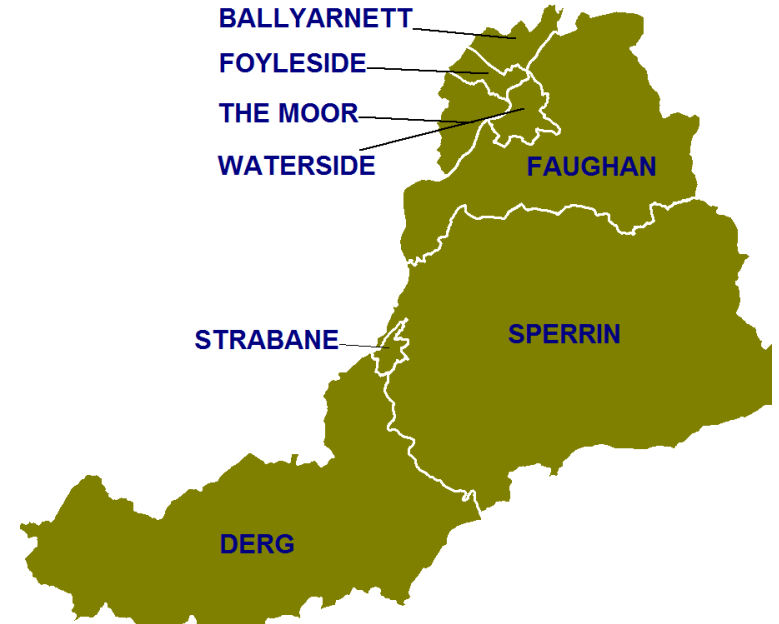 BALLYARNETT
FOYLESIDE
THE MOOR
WATERSIDE
FAUGHAN
STRABANE
SPERRIN
DERG